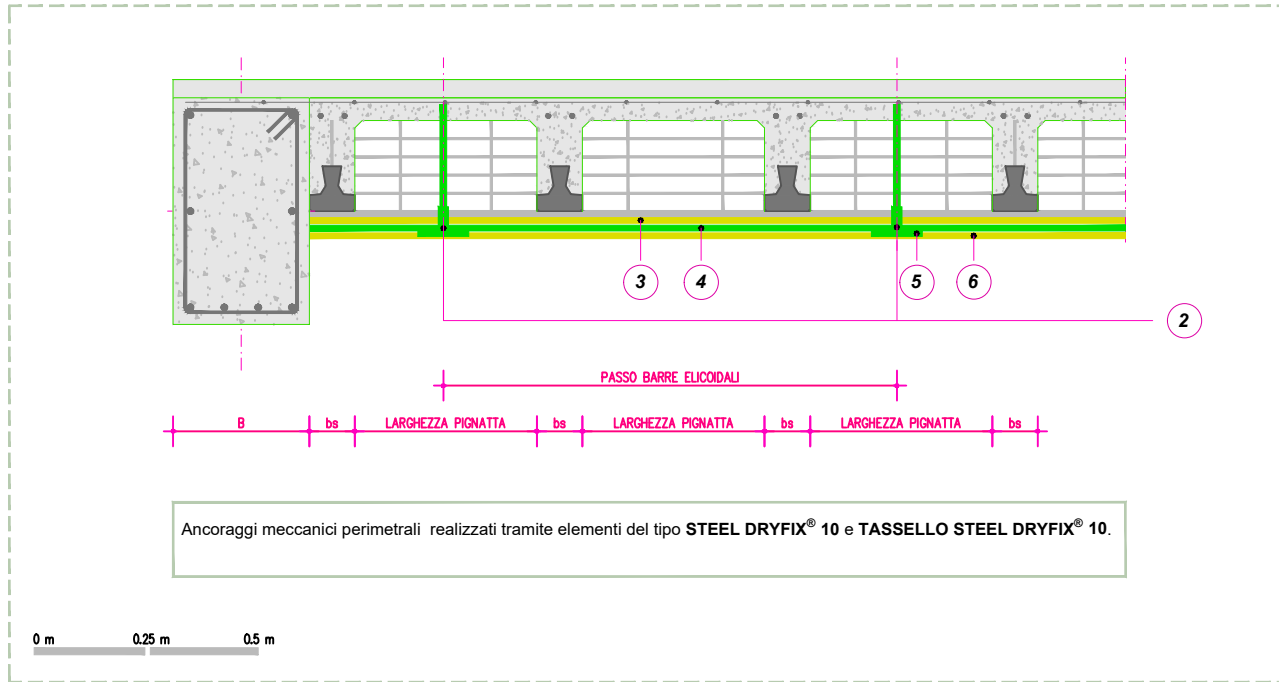 3
4
5
6
2
PASSO BARRE ELICOIDALI
B bs LARGHEZZA PIGNATTA bs LARGHEZZA PIGNATTA bs LARGHEZZA PIGNATTA bs
Ancoraggi meccanici perimetrali realizzati tramite elementi del tipo STEEL DRYFIX® 10 e TASSELLO STEEL DRYFIX® 10.
0 m 0.25 m 0.5 m